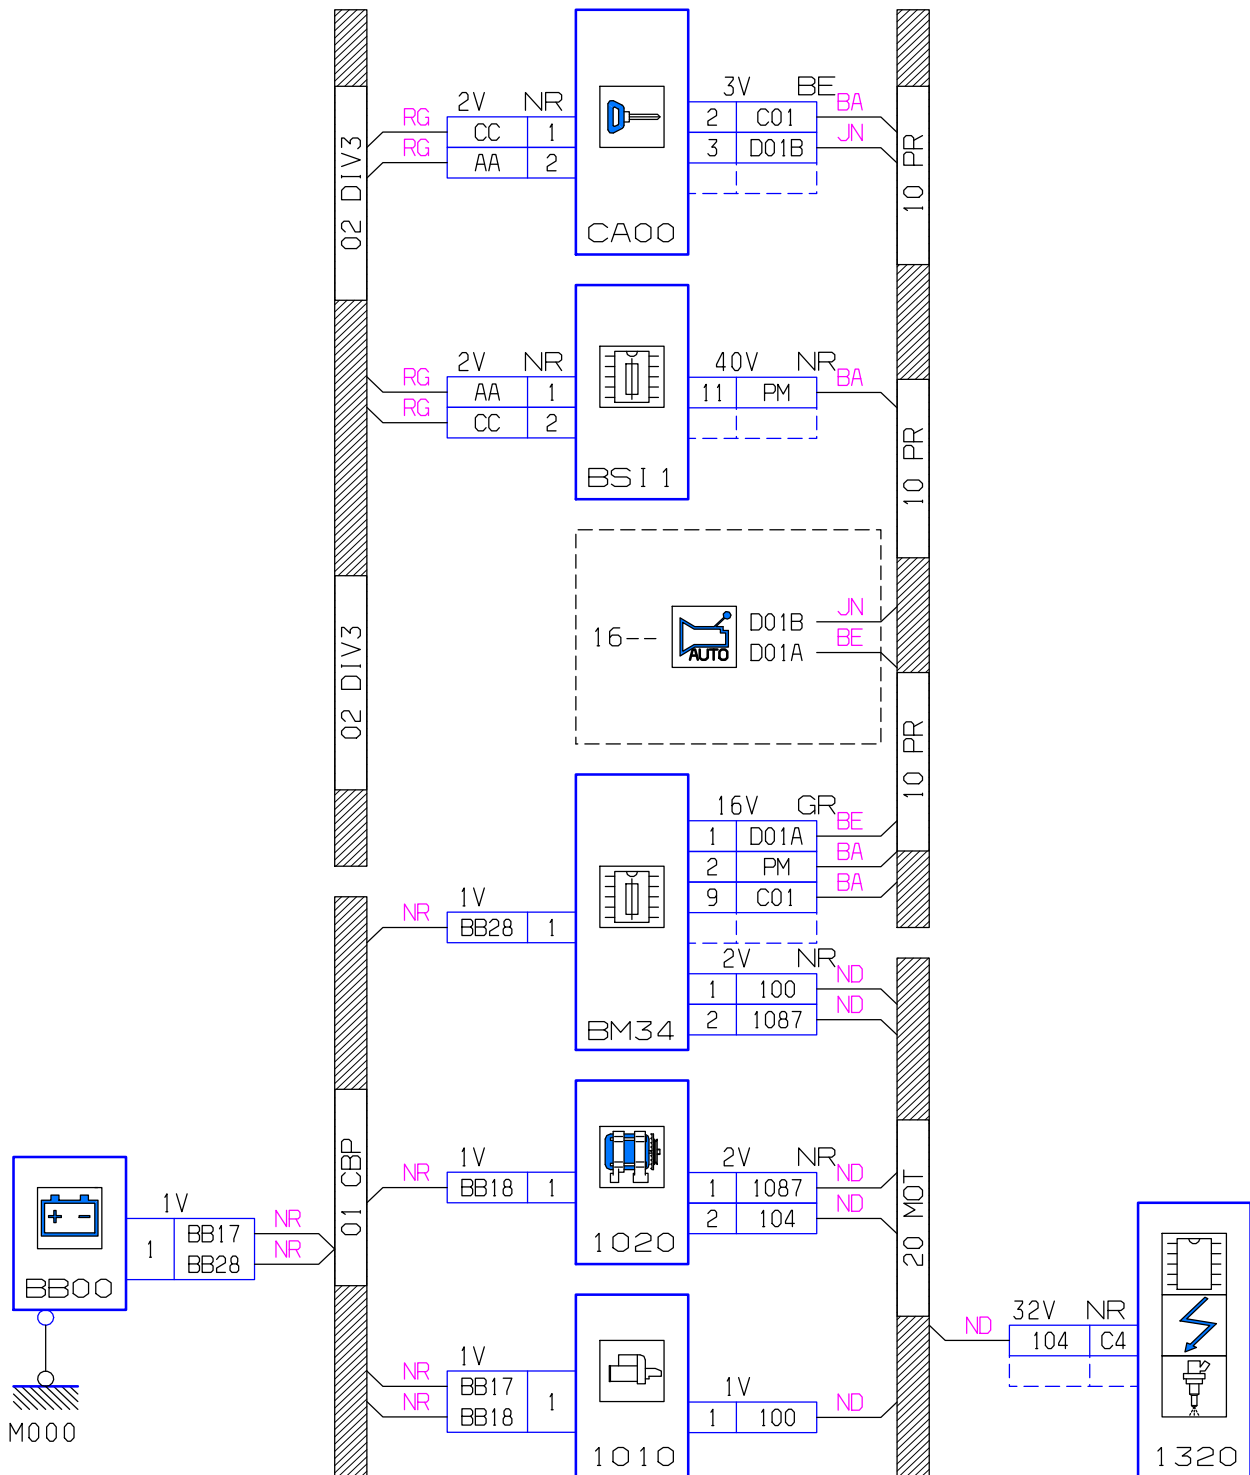 3V BE
2V NR
RG CC 1
RG AA 2
2 C01 BA
3 D01B JN
02 DIV3
10 PR
CA00
2V NR
40V NR
RG AA 1
RG CC 2
11 PM BA
10 PR
BSI1
16--
AUTO
D01B JN
D01A BE
02 DIV3
10 PR
16V GR
1 D01A BE
2 PM BA
9 C01 BA
1V
NR BB28 1
2V NR
1 100 ND
2 1087 ND
BM34
01 CBP
1V
NR BB18 1
2V NR
1 1087 ND
2 104 ND
1020
20 MOT
+ -
1V
1 BB17 NR
BB28 NR
BB00
M000
1V
NR BB17 1
NR BB18
1V
1 100 ND
1010
32V NR
ND 104 C4
1320